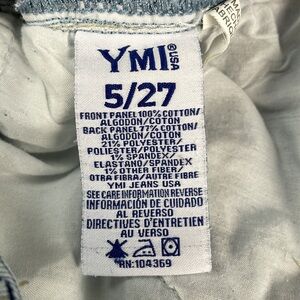 YMI® USA
5/27
FRONT PANEL 100% COTTON/
ALGODON/COTON
BACK PANEL 77% COTTON/
ALGODON/COTON
21% POLYESTER/
POLIESTER/POLYESTER
1% SPANDEX/
ELASTANO/SPANDEX
1% OTHER FIBER/
OTRA FIBRA/AUTRE FIBRE
YMI JEANS USA
SEE CARE INFORMATION REVERSE
INFORMACIÓN DE CUIDADO
AL REVERSO
DIRECTIVES D'ENTRETIEN
AU VERSO
RN:104369